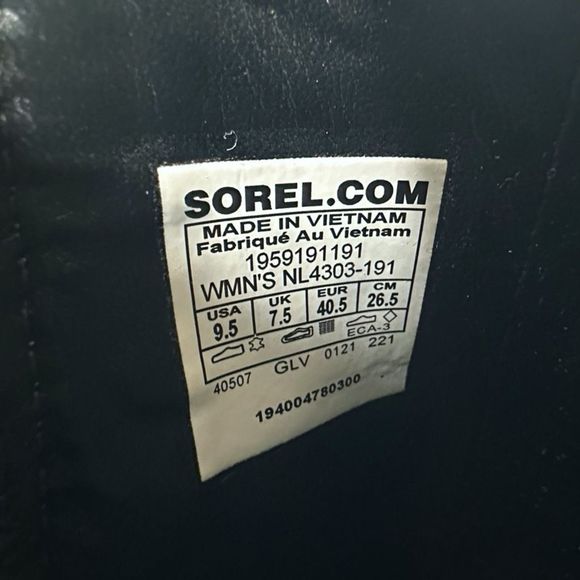 SOREL.COM
MADE IN VIETNAM
Fabriqué Au Vietnam
1959191191
WMN'S NL4303-191
USA UK EUR CM
9.5 7.5 40.5 26.5
ECA-3
40507 GLV 0121 221
194004780300